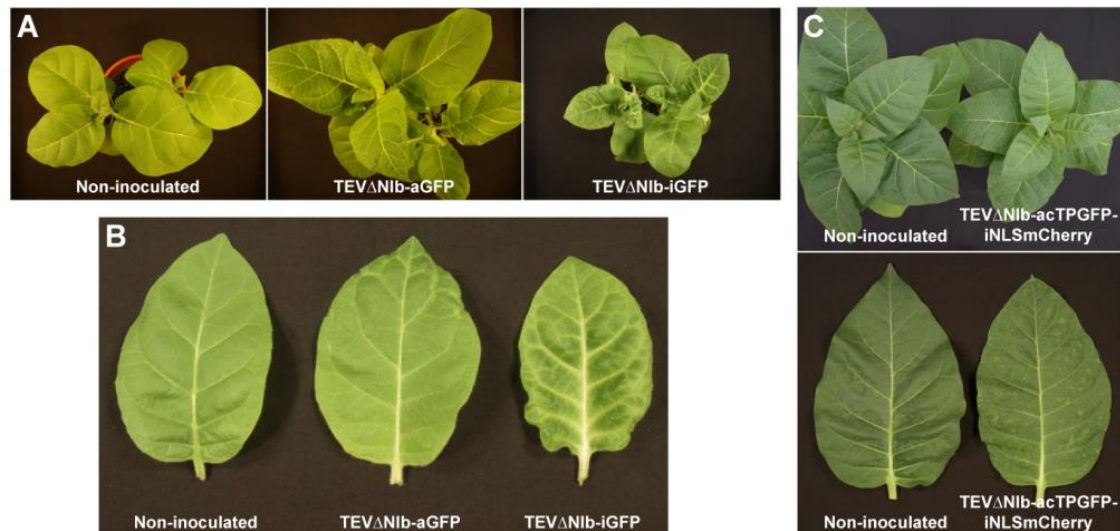 A
Non-inoculated
TEVΔNIb-aGFP
TEVΔNIb-iGFP
B
Non-inoculated
TEVΔNIb-aGFP
TEVΔNIb-iGFP
C
Non-inoculated
TEVΔNIb-acTPGFP-
iNLSmCherry
Non-inoculated
TEVΔNIb-acTPGFP-
iNLSmCherry